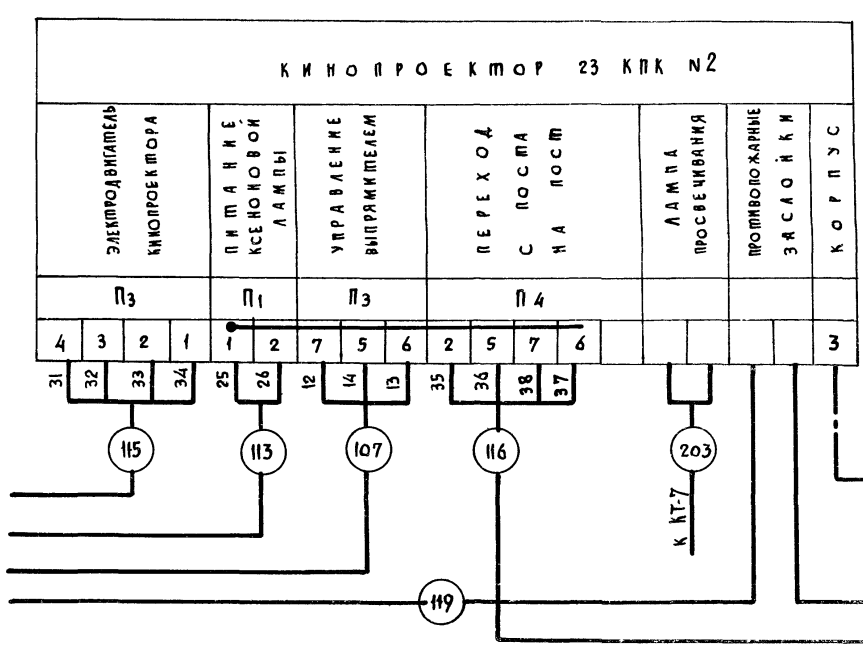 КИНОПРОЕКТОР 23 КПК N2
ЭЛЕКТРОДВИГАТЕЛЬ
КИНОПРОЕКТОРА
ПИТАНИЕ
КСЕНОНОВОЙ
ЛАМПЫ
УПРАВЛЕНИЕ
ВЫПРЯМИТЕЛЕМ
ПЕРЕХОД
С ПОСТА
НА ПОСТ
ЛАМПА
ПРОСВЕЧИВАНИЯ
ПРОТИВОПОЖАРНЫЕ
ЗАСЛОЙКИ
КОРПУС
П3 П1 П3 П4
4 3 2 1 1 2 7 5 6 2 5 7 6 3
31 32 33 34 25 26 12 14 13 35 36 38 37
115 113 107 116 203
К КТ-7
119